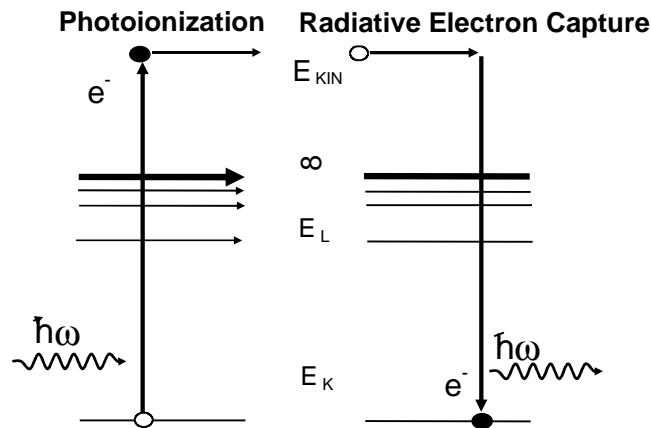 Photoionization Radiative Electron Capture
E KIN
e-
∞
E L
ħω ħω
E K
e-